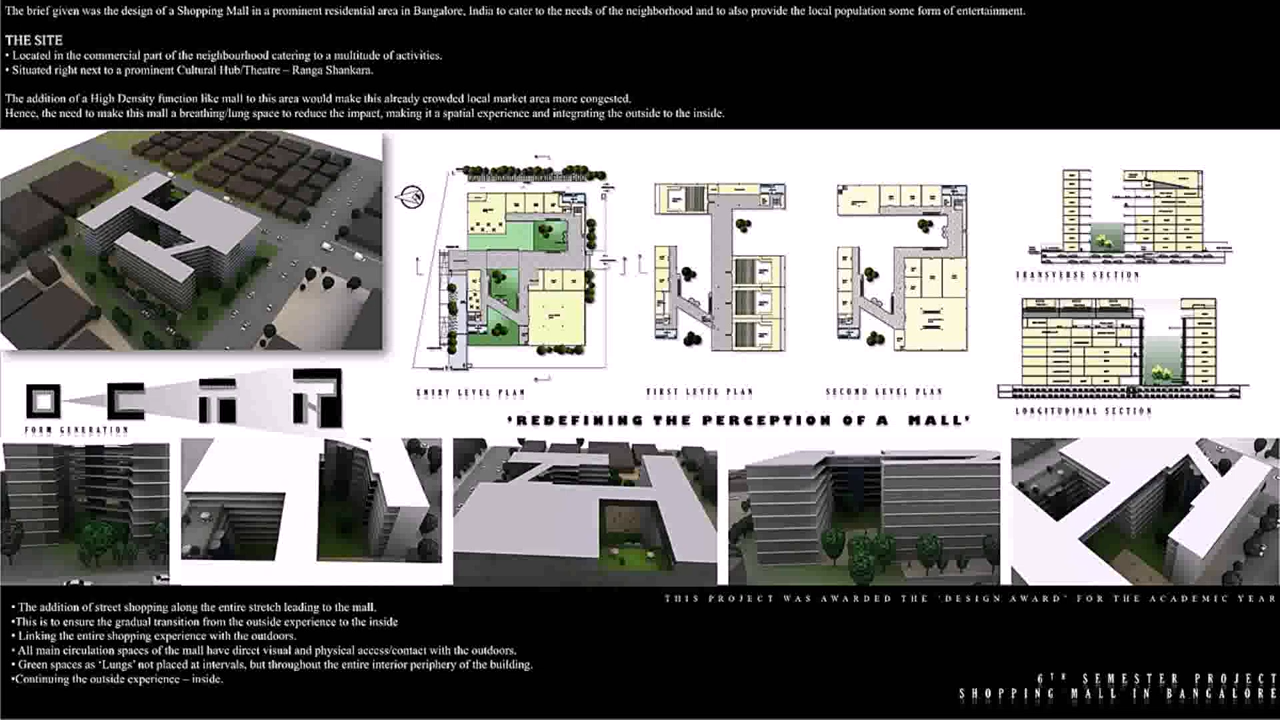 The brief given was the design of a Shopping Mall in a prominent residential area in Bangalore, India to cater to the needs of the neighborhood and to also provide the local population some form of entertainment.
THE SITE
• Located in the commercial part of the neighbourhood catering to a multitude of activities.
• Situated right next to a prominent Cultural Hub/Theatre – Ranga Shankara.
The addition of a High Density function like mall to this area would make this already crowded local market area more congested.
Hence, the need to make this mall a breathing/lung space to reduce the impact, making it a spatial experience and integrating the outside to the inside.
TRANSVERSE SECTION
ENTRY LEVEL PLAN
FIRST LEVEL PLAN
SECOND LEVEL PLAN
LONGITUDINAL SECTION
FORM GENERATION
'REDEFINING THE PERCEPTION OF A MALL'
THIS PROJECT WAS AWARDED THE 'DESIGN AWARD' FOR THE ACADEMIC YEAR
• The addition of street shopping along the entire stretch leading to the mall.
•This is to ensure the gradual transition from the outside experience to the inside
• Linking the entire shopping experience with the outdoors.
• All main circulation spaces of the mall have direct visual and physical access/contact with the outdoors.
• Green spaces as 'Lungs' not placed at intervals, but throughout the entire interior periphery of the building.
•Continuing the outside experience – inside.
6TH SEMESTER PROJECT
SHOPPING MALL IN BANGALORE